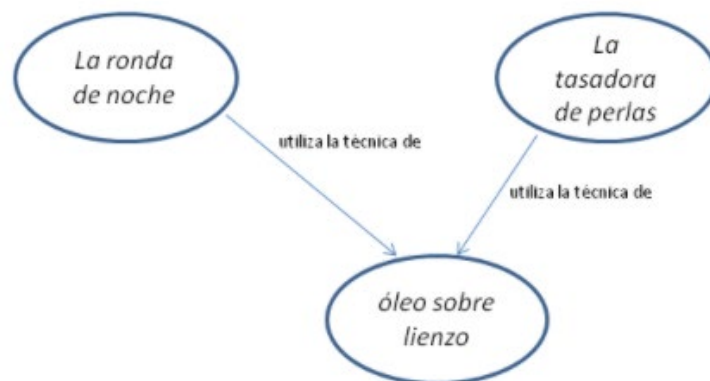 La ronda
de noche
La
tasadora
de perlas
utiliza la técnica de
utiliza la técnica de
óleo sobre
lienzo